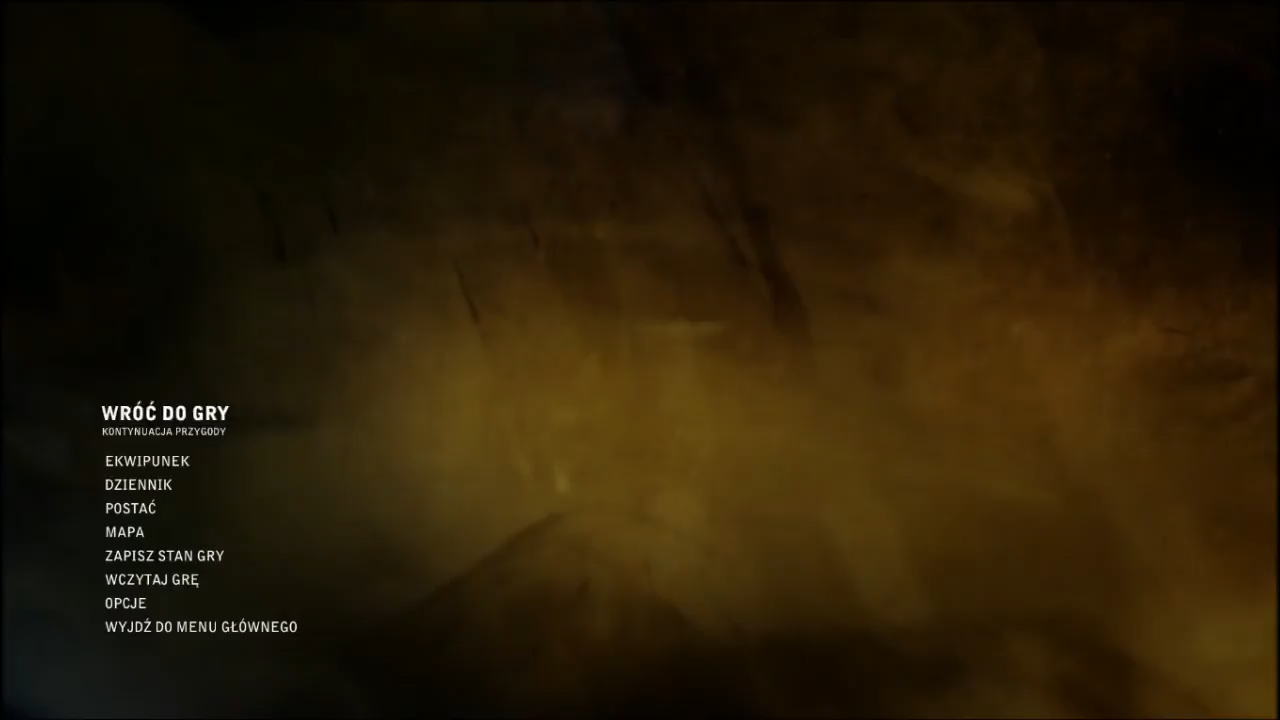 WRÓĆ DO GRY
KONTYNUACJA PRZYGODY
EKWIPUNEK
DZIENNIK
POSTAĆ
MAPA
ZAPISZ STAN GRY
WCZYTAJ GRĘ
OPCJE
WYJDŹ DO MENU GŁÓWNEGO